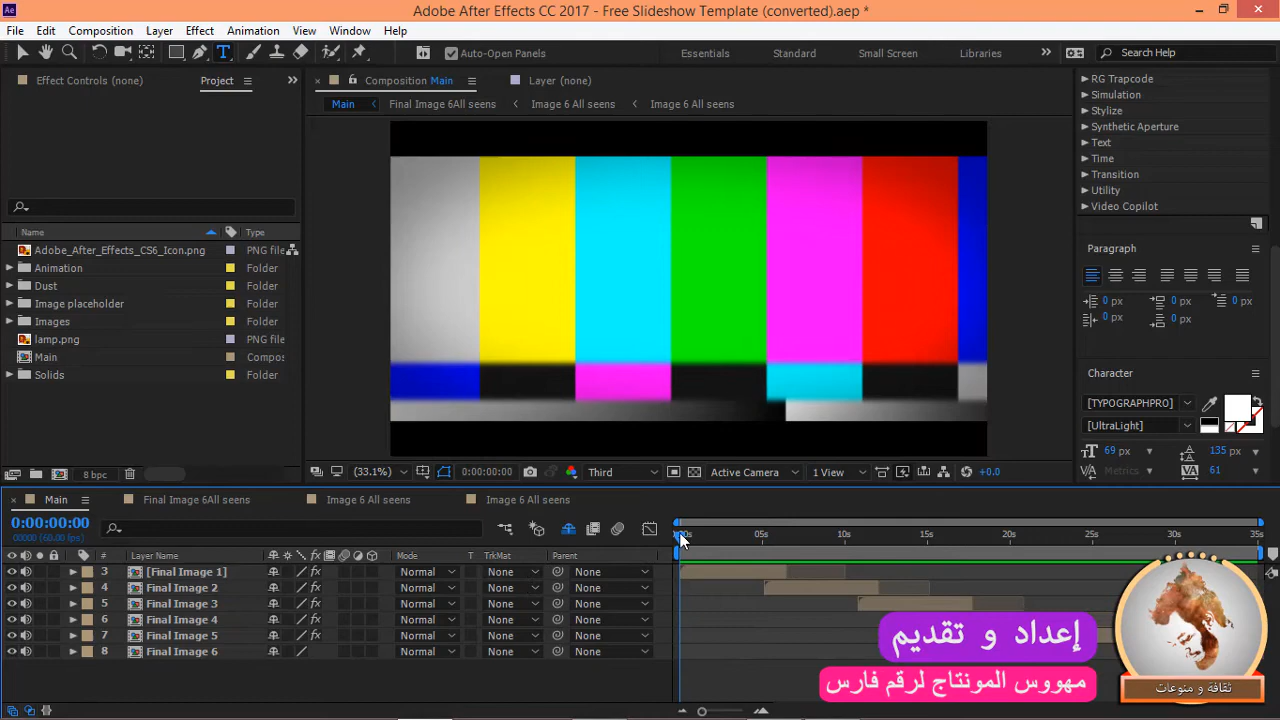 Adobe After Effects CC 2017 - Free Slideshow Template (converted).aep *
File Edit Composition Layer Effect Animation View Window Help
Auto-Open Panels Essentials Standard Small Screen Libraries Search Help
Effect Controls (none) Project
Composition Main Layer (none)
Main Final Image 6All seens Image 6 All seens Image 6 All seens
Name Type
Adobe_After_Effects_CS6_Icon.png PNG file
Animation Folder
Dust Folder
Image placeholder Folder
Images Folder
lamp.png PNG file
Main Compos
Solids Folder
8 bpc
(33.1%) 0:00:00:00 Third Active Camera 1 View +0.0
RG Trapcode
Simulation
Stylize
Synthetic Aperture
Text
Time
Transition
Utility
Video Copilot
Paragraph
0 px 0 px 0 px
0 px 0 px
Character
[TYPOGRAPHPRO]
[UltraLight]
69 px 135 px
Metrics 61
Main Final Image 6All seens Image 6 All seens Image 6 All seens
0:00:00:00
00000 (60.00 fps)
05s 10s 15s 20s 25s 30s 35s
# Layer Name Mode T TrkMat Parent
3 [Final Image 1] Normal None None
4 Final Image 2 Normal None None
5 Final Image 3 Normal None None
6 Final Image 4 Normal None None
7 Final Image 5 Normal None None
8 Final Image 6 Normal None None
إعداد و تقديم
مهووس المونتاج لرقم فارس
ثقافة و منوعات